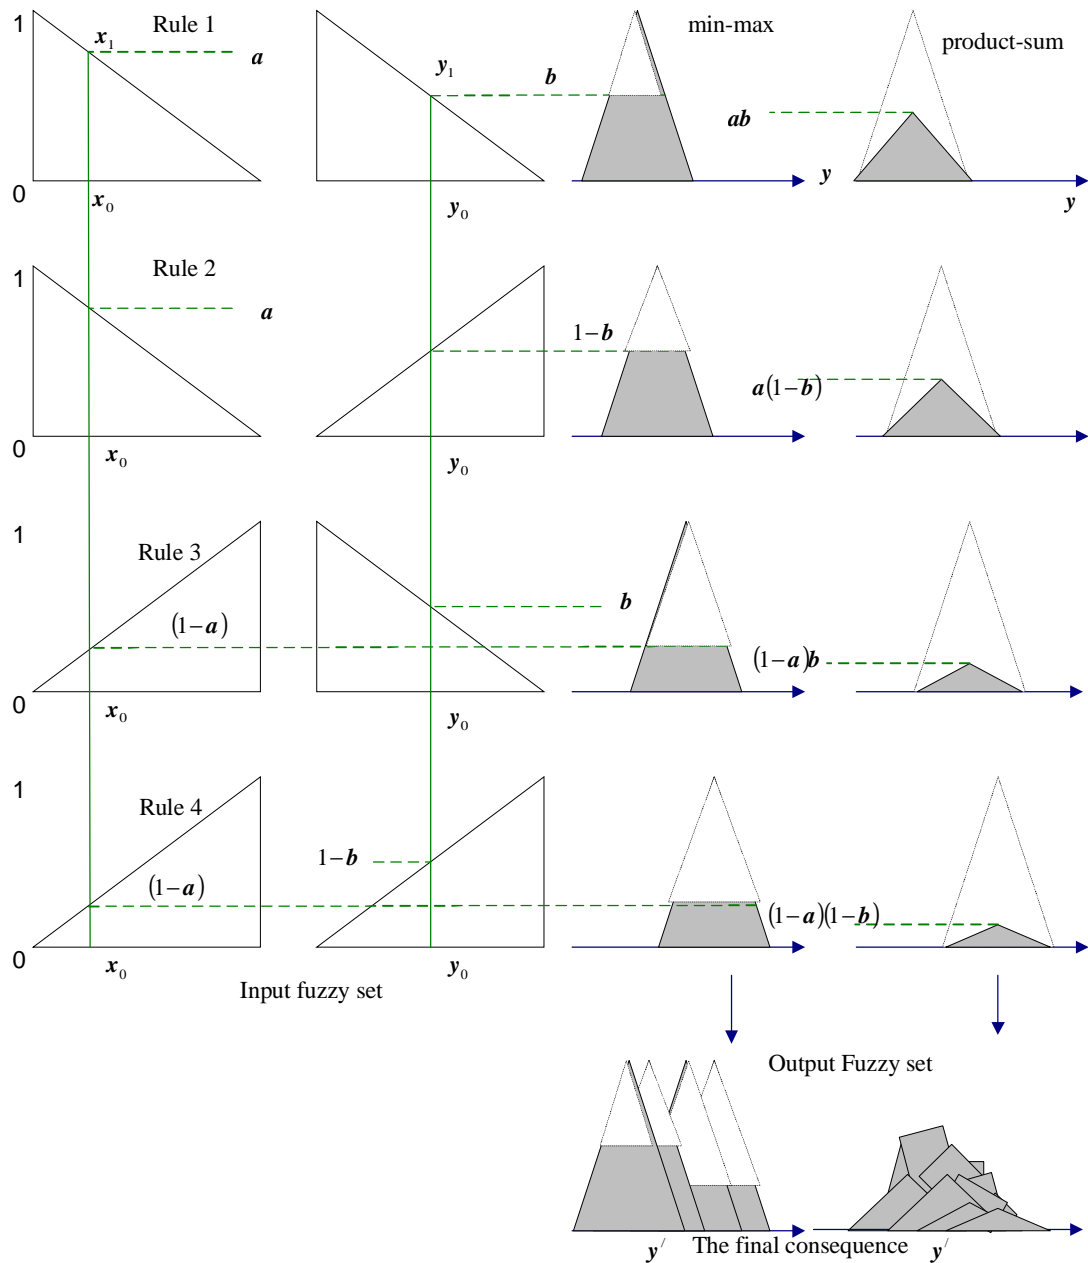 1 x₁ Rule 1 min-max
a y₁ b product-sum
ab
0 x₀ y₀ y y
1 Rule 2
a 1-b
a(1-b)
0 x₀ y₀
1 Rule 3
(1-a) b
(1-a)b
0 x₀ y₀
1 Rule 4
(1-a) 1-b
(1-a)(1-b)
0 x₀ y₀
Input fuzzy set
Output Fuzzy set
y′ The final consequence y′